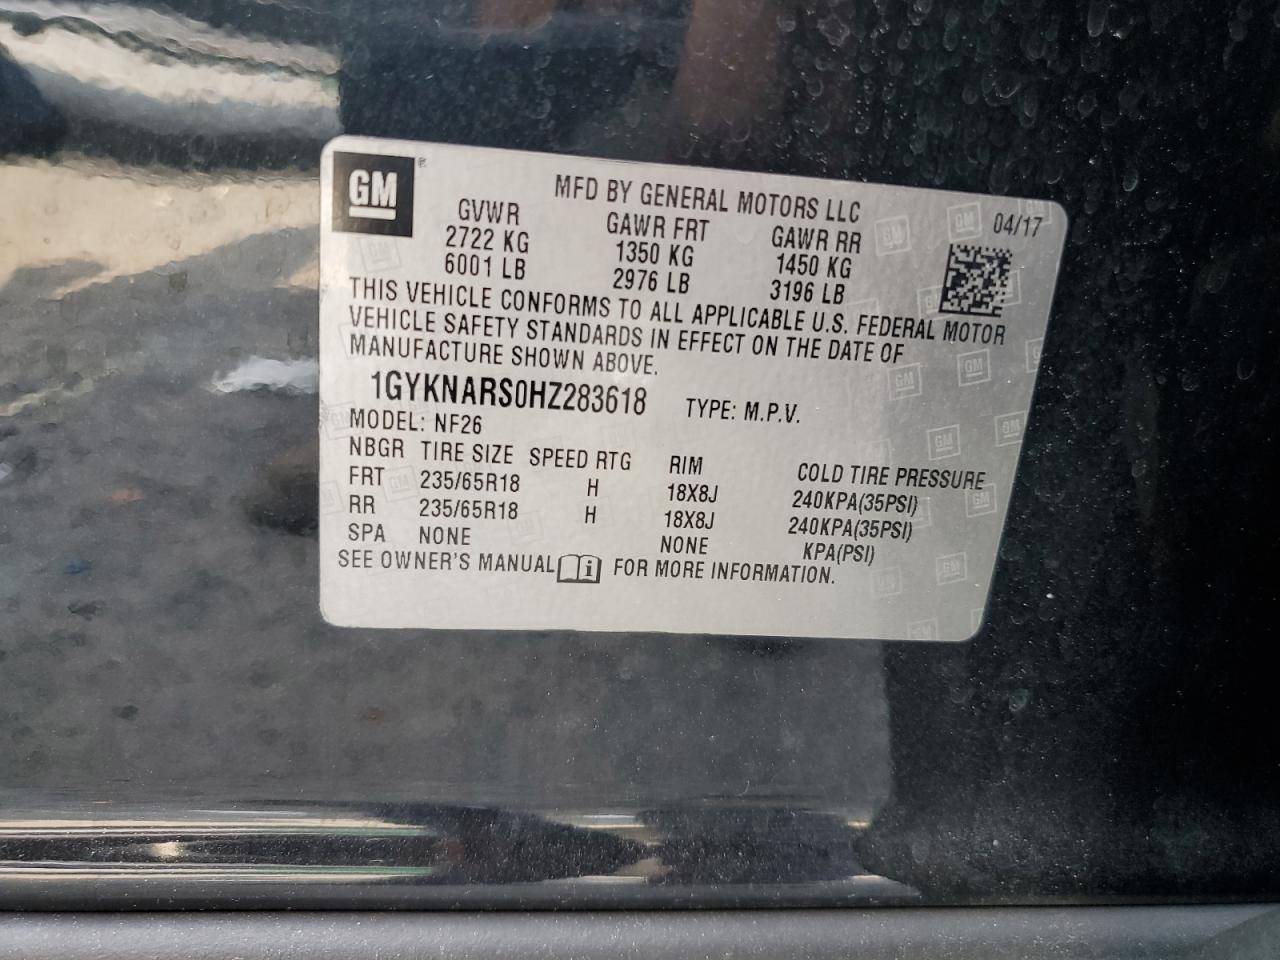 GM
MFD BY GENERAL MOTORS LLC 04/17
GVWR GAWR FRT GAWR RR
2722 KG 1350 KG 1450 KG
6001 LB 2976 LB 3196 LB
THIS VEHICLE CONFORMS TO ALL APPLICABLE U.S. FEDERAL MOTOR
VEHICLE SAFETY STANDARDS IN EFFECT ON THE DATE OF
MANUFACTURE SHOWN ABOVE.
1GYKNARS0HZ283618 TYPE: M.P.V.
MODEL: NF26
NBGR TIRE SIZE SPEED RTG RIM COLD TIRE PRESSURE
FRT 235/65R18 H 18X8J 240KPA(35PSI)
RR 235/65R18 H 18X8J 240KPA(35PSI)
SPA NONE NONE KPA(PSI)
SEE OWNER'S MANUAL i FOR MORE INFORMATION.